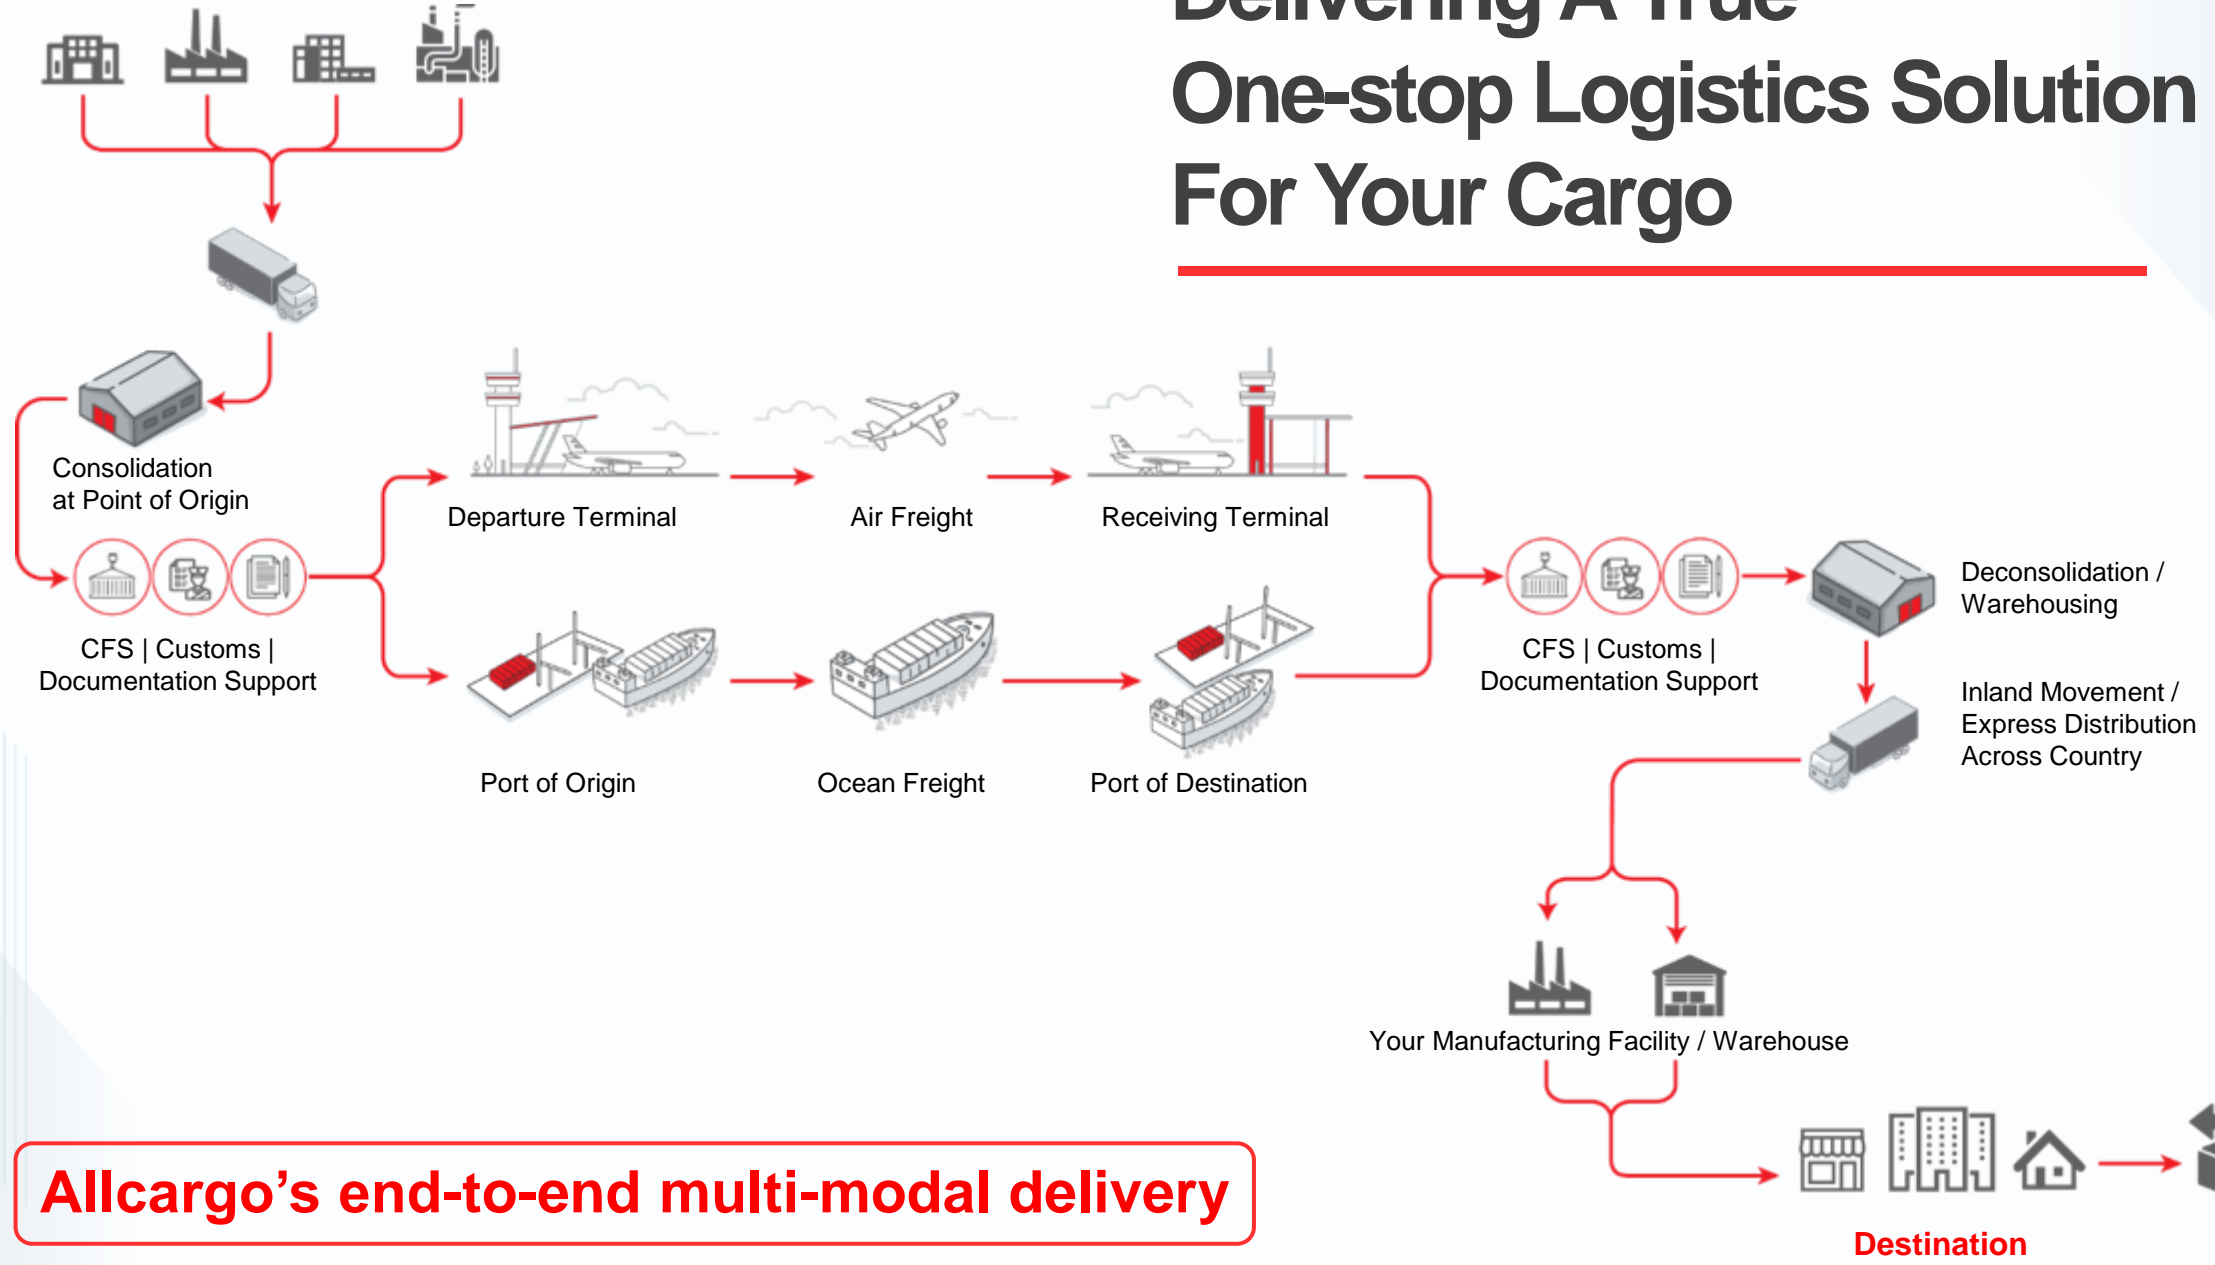 Delivering A True
One-stop Logistics Solution
For Your Cargo
Consolidation
at Point of Origin
Departure Terminal
Air Freight
Receiving Terminal
CFS | Customs |
Documentation Support
Port of Origin
Ocean Freight
Port of Destination
CFS | Customs |
Documentation Support
Deconsolidation /
Warehousing
Inland Movement /
Express Distribution
Across Country
Your Manufacturing Facility / Warehouse
Allcargo’s end-to-end multi-modal delivery
Destination